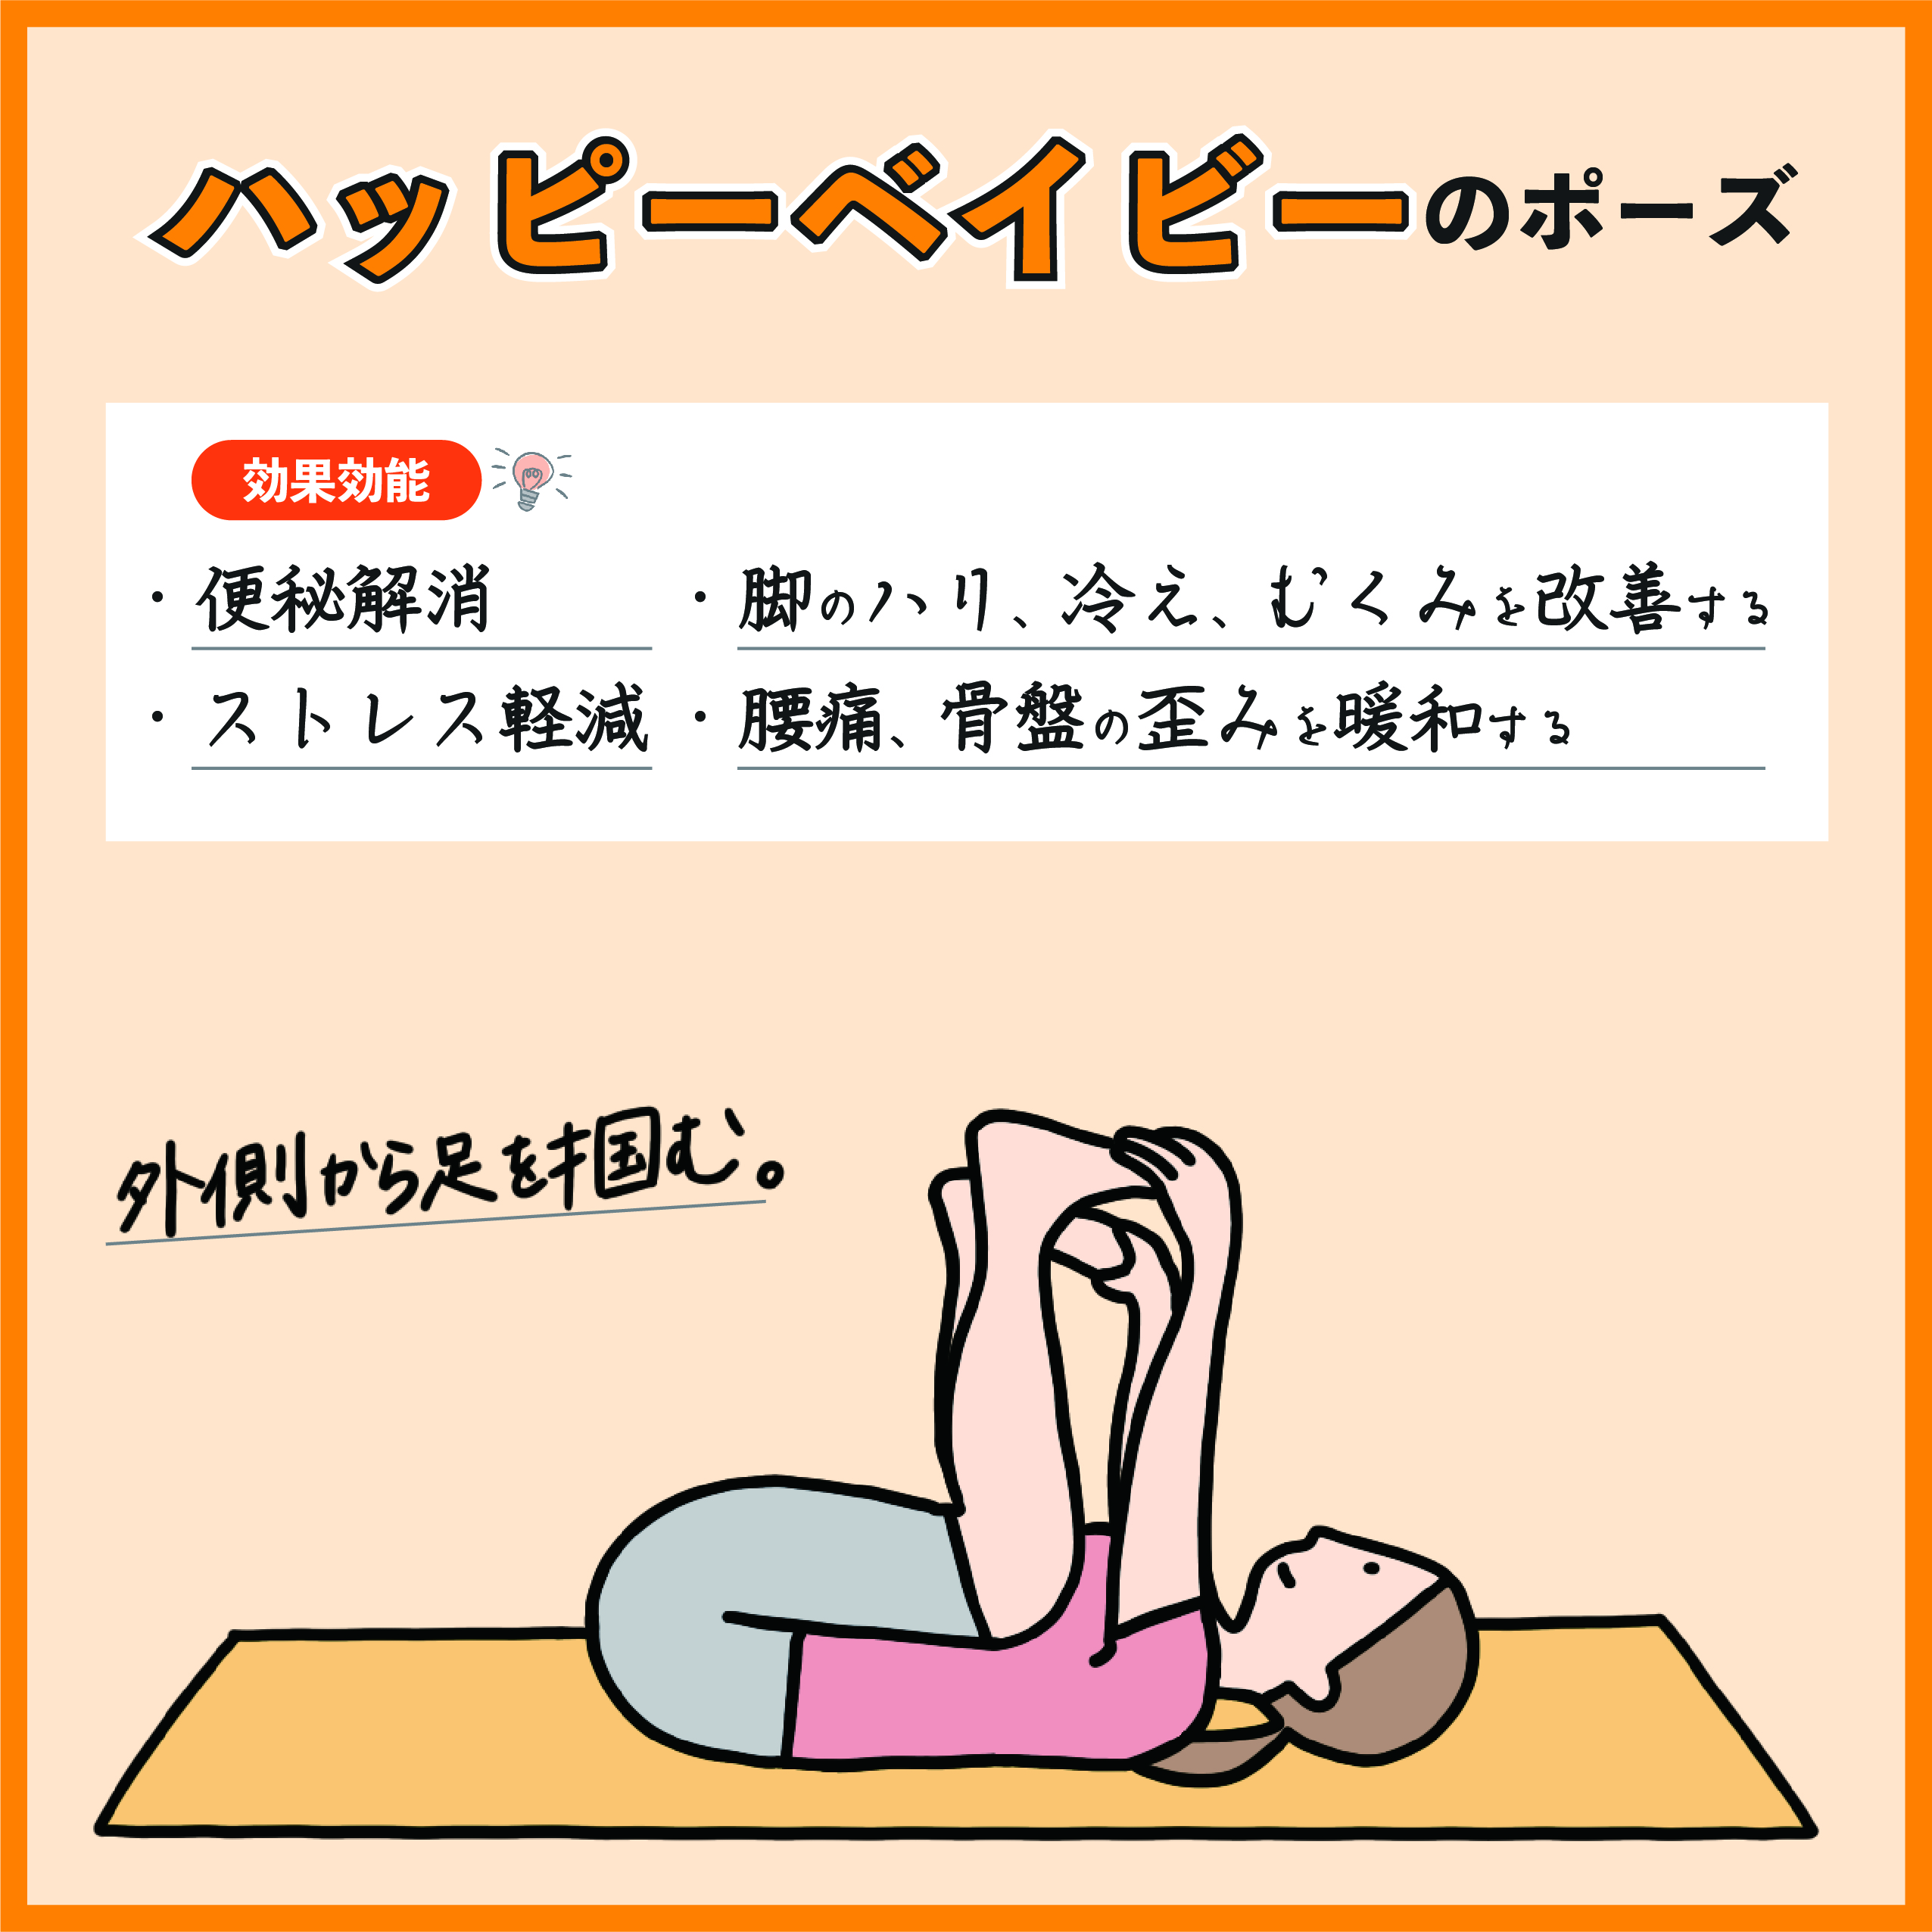 ハッピーベイビーのポーズ
効果効能
・便秘解消
・ストレス軽減
・脚のハリ、冷え、むくみを改善する
・腰痛、骨盤の歪みを暖和する
外側から足を掴む。